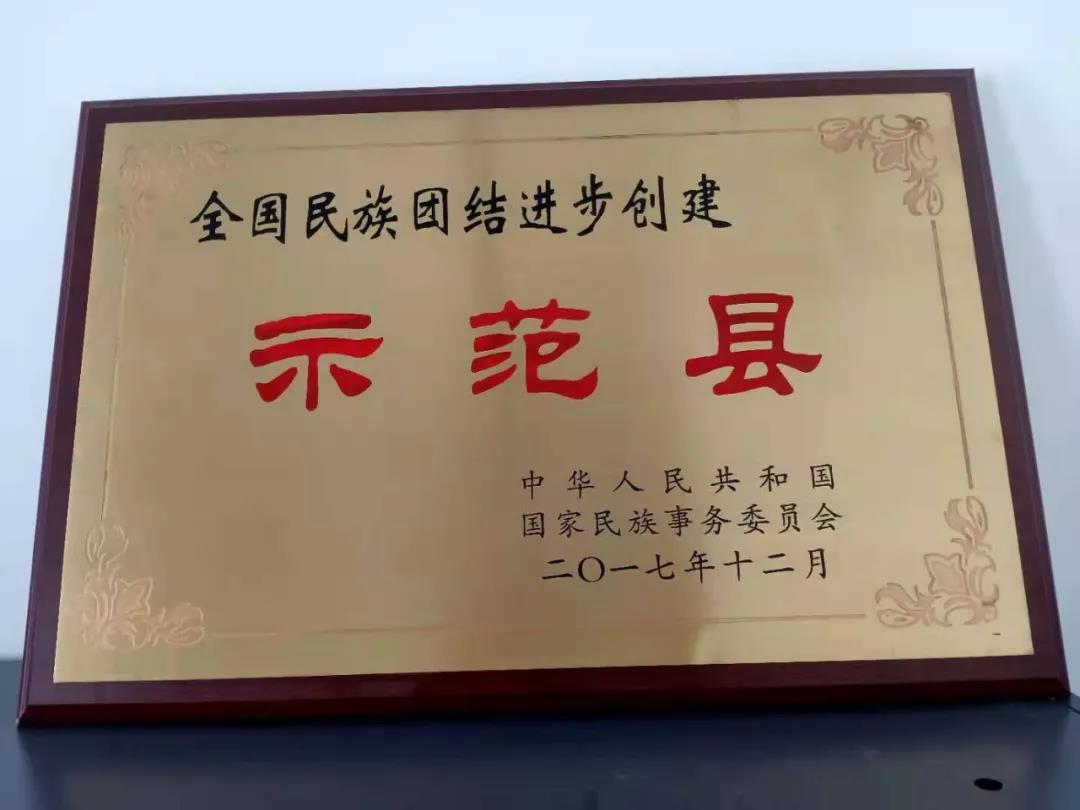 全国民族团结进步创建
示范县
中华人民共和国
国家民族事务委员会
二〇一七年十二月